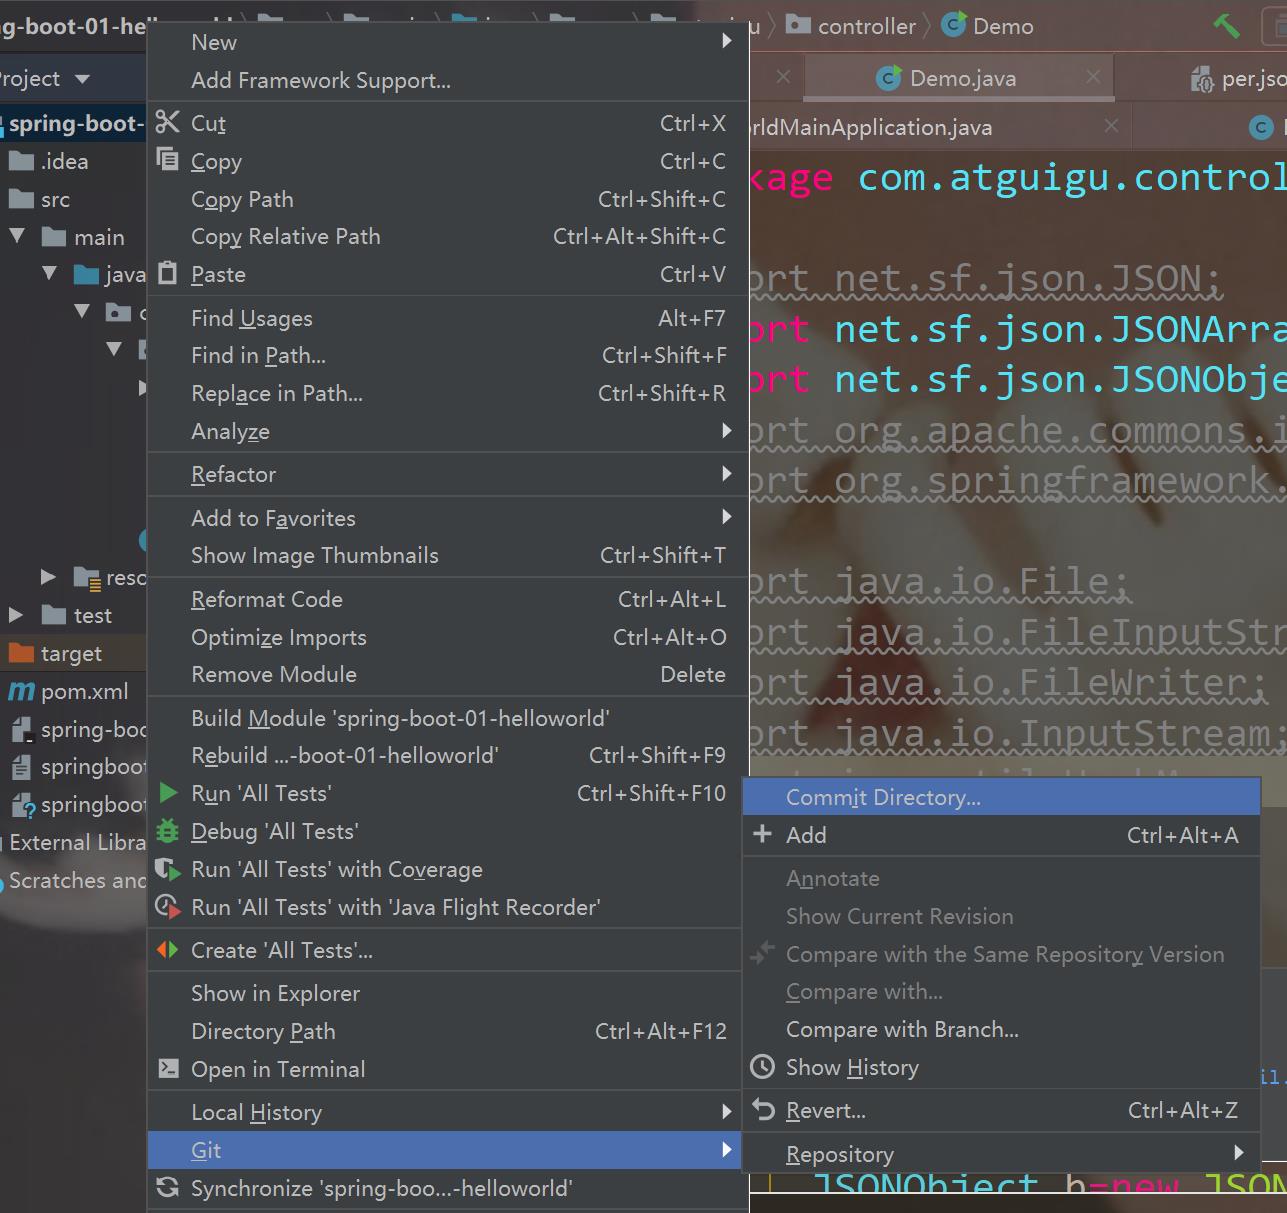 g-boot-01-he
controller
Demo
roject
Demo.java
per.jso
rldMainApplication.java
spring-boot-
.idea
src
main
java
test
target
pom.xml
spring-boo
springboot
springboot
External Libra
Scratches and
New
Add Framework Support...
Cut Ctrl+X
Copy Ctrl+C
Copy Path Ctrl+Shift+C
Copy Relative Path Ctrl+Alt+Shift+C
Paste Ctrl+V
Find Usages Alt+F7
Find in Path... Ctrl+Shift+F
Replace in Path... Ctrl+Shift+R
Analyze
Refactor
Add to Favorites
Show Image Thumbnails Ctrl+Shift+T
Reformat Code Ctrl+Alt+L
Optimize Imports Ctrl+Alt+O
Remove Module Delete
Build Module 'spring-boot-01-helloworld'
Rebuild ...-boot-01-helloworld' Ctrl+Shift+F9
Run 'All Tests' Ctrl+Shift+F10
Debug 'All Tests'
Run 'All Tests' with Coverage
Run 'All Tests' with 'Java Flight Recorder'
Create 'All Tests'...
Show in Explorer
Directory Path Ctrl+Alt+F12
Open in Terminal
Local History
Git
Synchronize 'spring-boo...-helloworld'
Commit Directory...
Add Ctrl+Alt+A
Annotate
Show Current Revision
Compare with the Same Repository Version
Compare with...
Compare with Branch...
Show History
Revert... Ctrl+Alt+Z
Repository
kage com.atguigu.control
ort net.sf.json.JSON;
ort net.sf.json.JSONArra
ort net.sf.json.JSONObje
ort org.apache.commons.i
ort org.springframework.
ort java.io.File;
ort java.io.FileInputStr
ort java.io.FileWriter;
ort java.io.InputStream;
il.
JSONObject b=new JSON